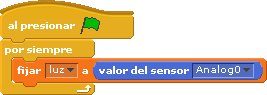 al presionar
por siempre
fijar luz a valor del sensor Analog0